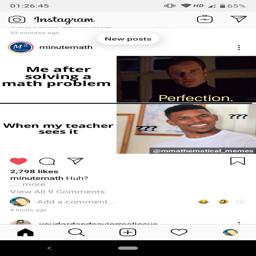 01:26:45
HD
65%
Instagram
33 minutes ago
New posts
minutemath
Me after
solving a
math problem
Perfection.
When my teacher
sees it
???
???
@mmathematical_memes
2,798 likes
minutemath Huh?
... more
View All 9 Comments
Add a comment...
4 hours ago